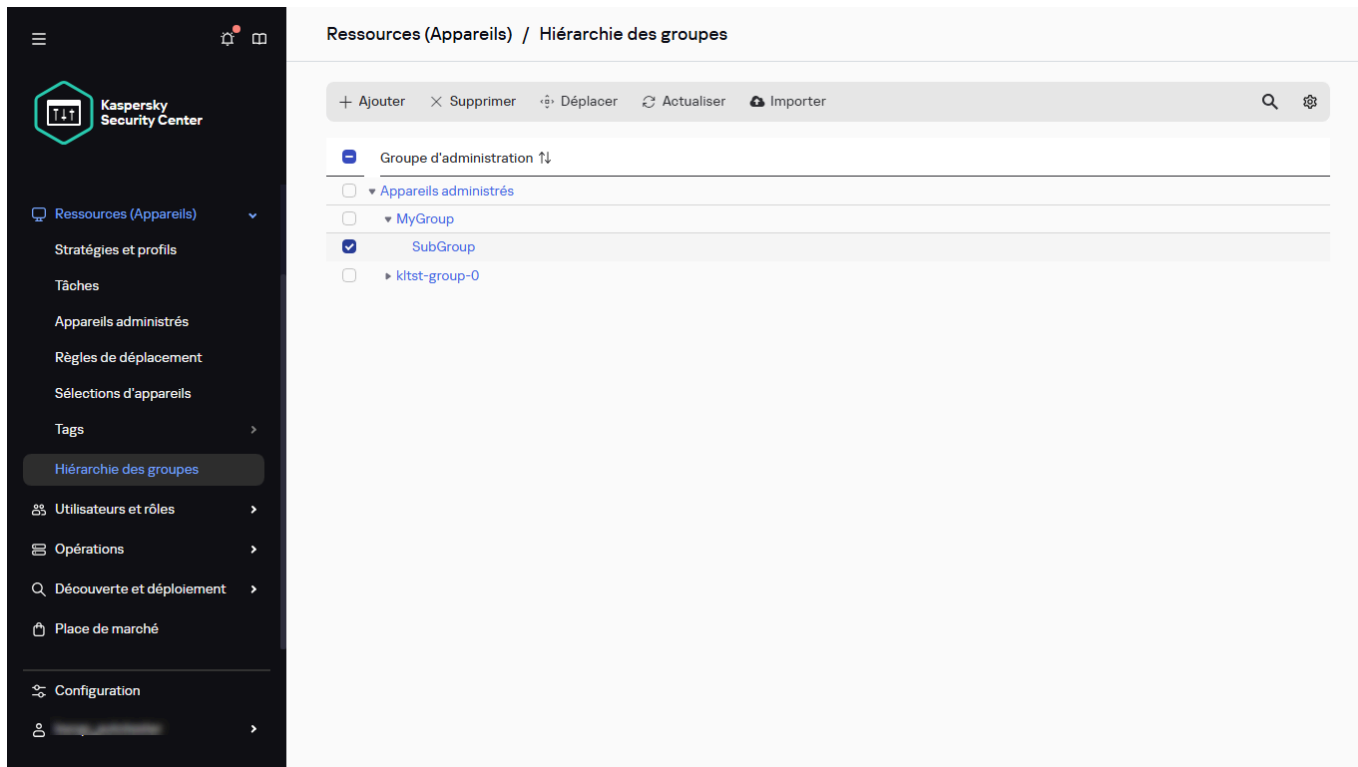 Kaspersky
Security Center
Ressources (Appareils)
Stratégies et profils
Tâches
Appareils administrés
Règles de déplacement
Sélections d'appareils
Tags
Hiérarchie des groupes
Utilisateurs et rôles
Opérations
Découverte et déploiement
Place de marché
Configuration
Ressources (Appareils) / Hiérarchie des groupes
Ajouter Supprimer Déplacer Actualiser Importer
Groupe d'administration
Appareils administrés
MyGroup
SubGroup
kltst-group-0